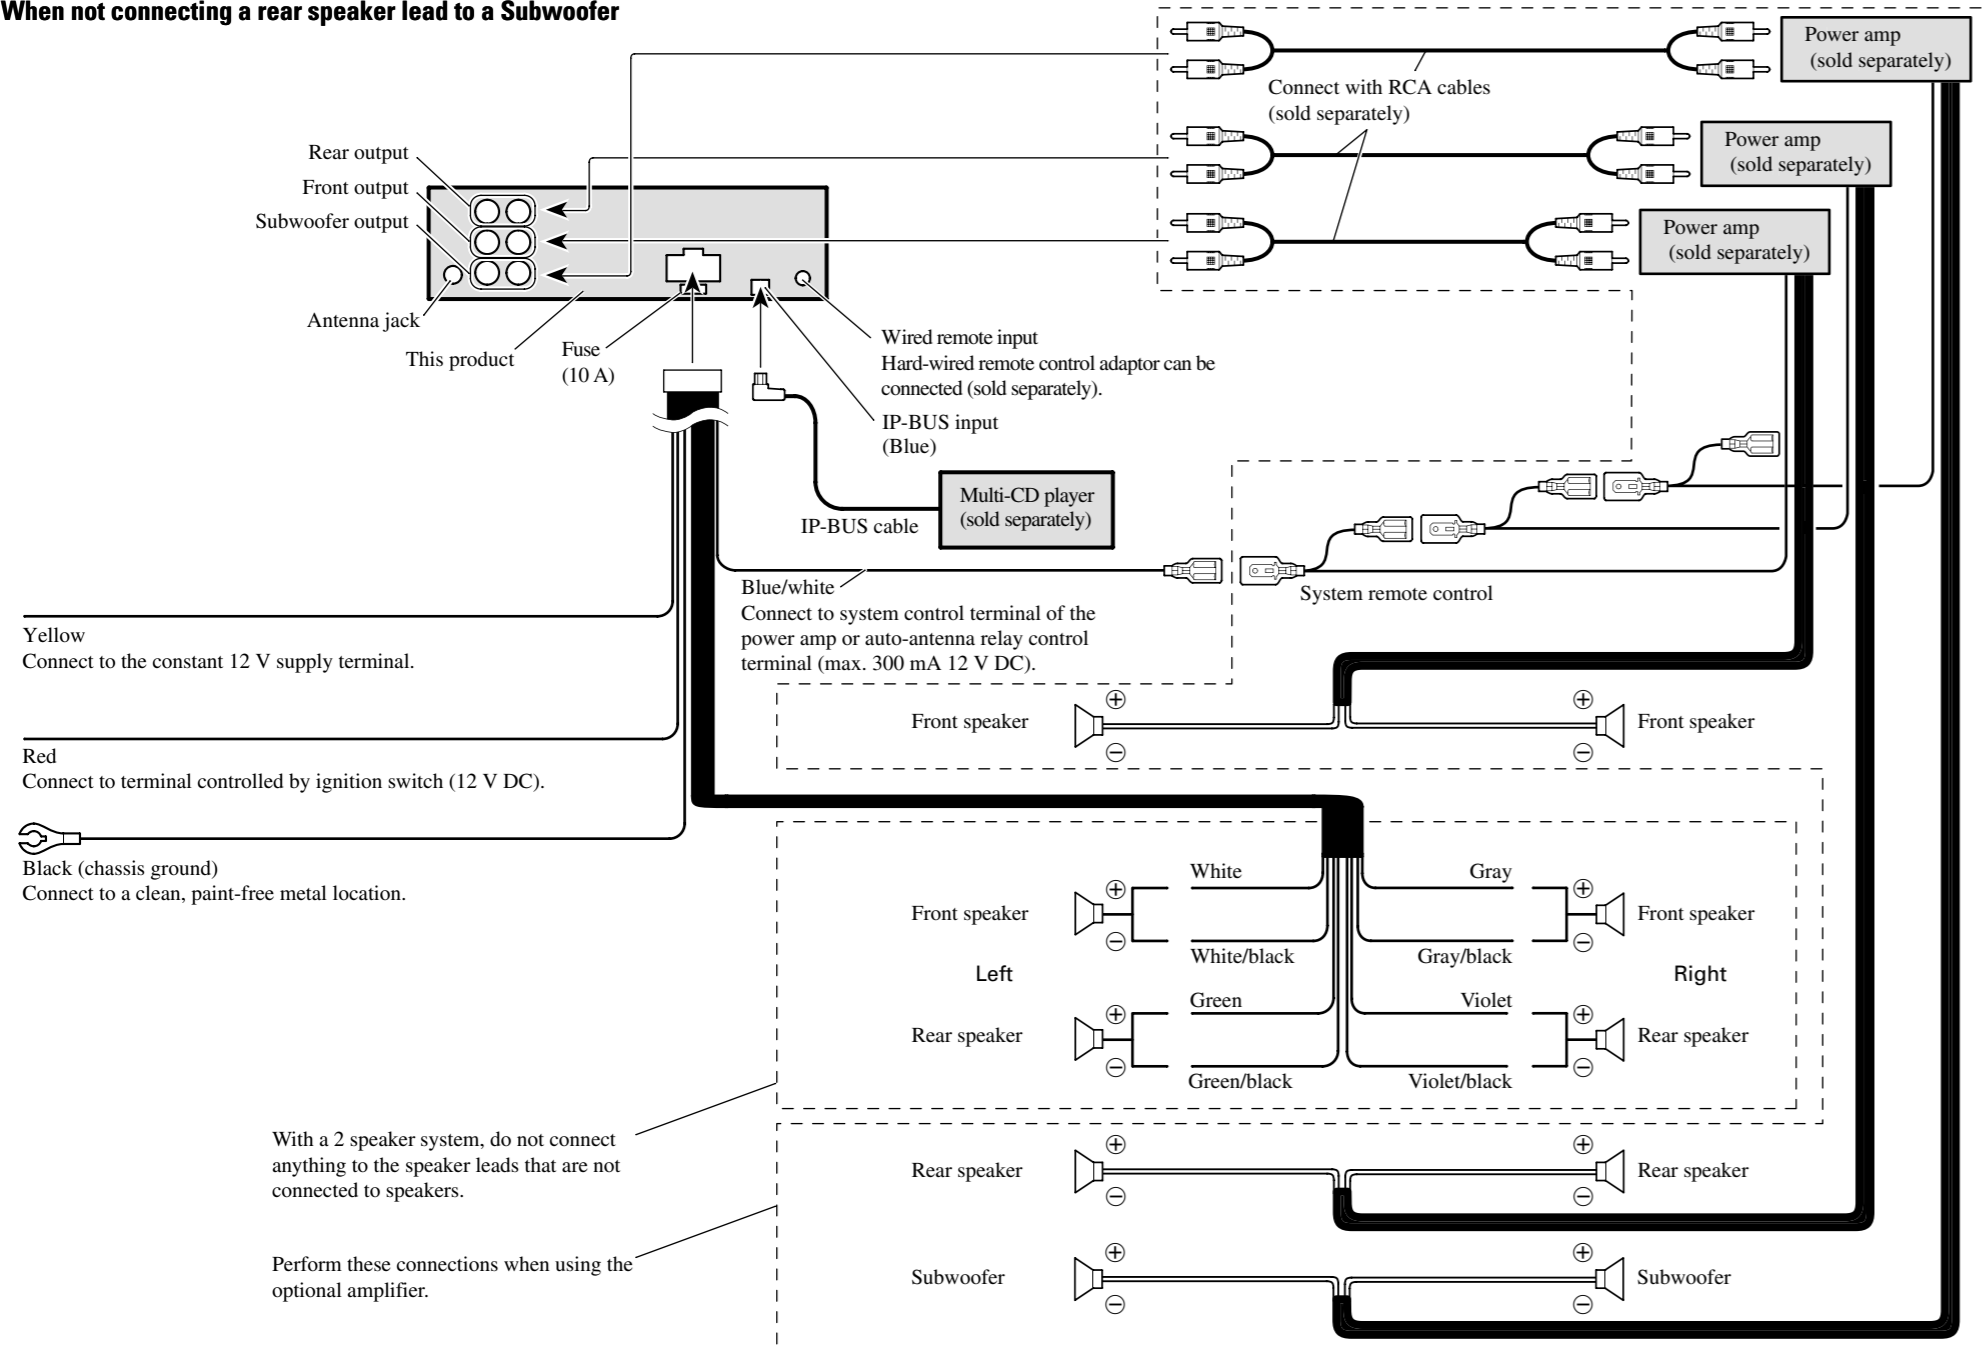 When not connecting a rear speaker lead to a Subwoofer
Power amp
(sold separately)
Connect with RCA cables
(sold separately)
Power amp
(sold separately)
Rear output
Front output
Subwoofer output
Power amp
(sold separately)
Antenna jack
This product
Fuse
(10 A)
Wired remote input
Hard-wired remote control adaptor can be
connected (sold separately).
IP-BUS input
(Blue)
Multi-CD player
(sold separately)
IP-BUS cable
Blue/white
Connect to system control terminal of the
power amp or auto-antenna relay control
terminal (max. 300 mA 12 V DC).
System remote control
Yellow
Connect to the constant 12 V supply terminal.
Red
Connect to terminal controlled by ignition switch (12 V DC).
Black (chassis ground)
Connect to a clean, paint-free metal location.
Front speaker
+
−
+
−
Front speaker
White
Gray
Front speaker
+
−
+
−
Front speaker
White/black
Gray/black
Left
Right
Green
Violet
Rear speaker
+
−
+
−
Rear speaker
Green/black
Violet/black
With a 2 speaker system, do not connect
anything to the speaker leads that are not
connected to speakers.
Rear speaker
+
−
+
−
Rear speaker
Perform these connections when using the
optional amplifier.
Subwoofer
+
−
+
−
Subwoofer